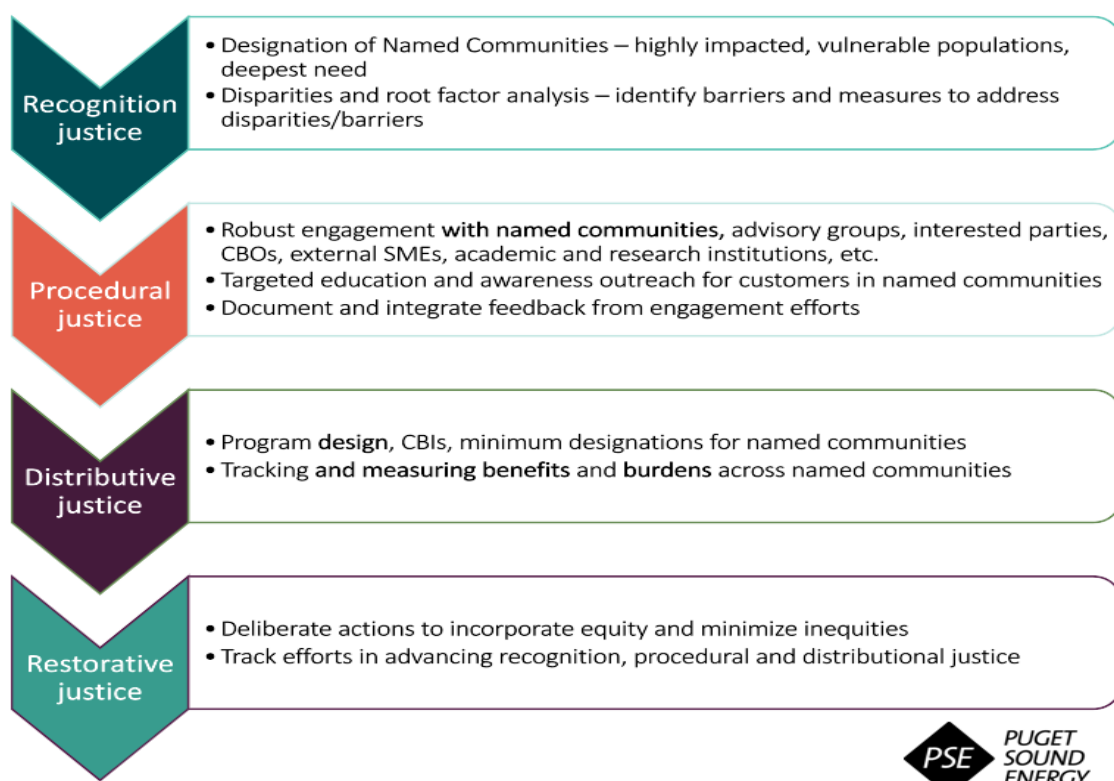 Recognition
justice
• Designation of Named Communities – highly impacted, vulnerable populations,
deepest need
• Disparities and root factor analysis – identify barriers and measures to address
disparities/barriers
Procedural
justice
• Robust engagement with named communities, advisory groups, interested parties,
CBOs, external SMEs, academic and research institutions, etc.
• Targeted education and awareness outreach for customers in named communities
• Document and integrate feedback from engagement efforts
Distributive
justice
• Program design, CBIs, minimum designations for named communities
• Tracking and measuring benefits and burdens across named communities
Restorative
justice
• Deliberate actions to incorporate equity and minimize inequities
• Track efforts in advancing recognition, procedural and distributional justice
PSE
PUGET
SOUND
ENERGY